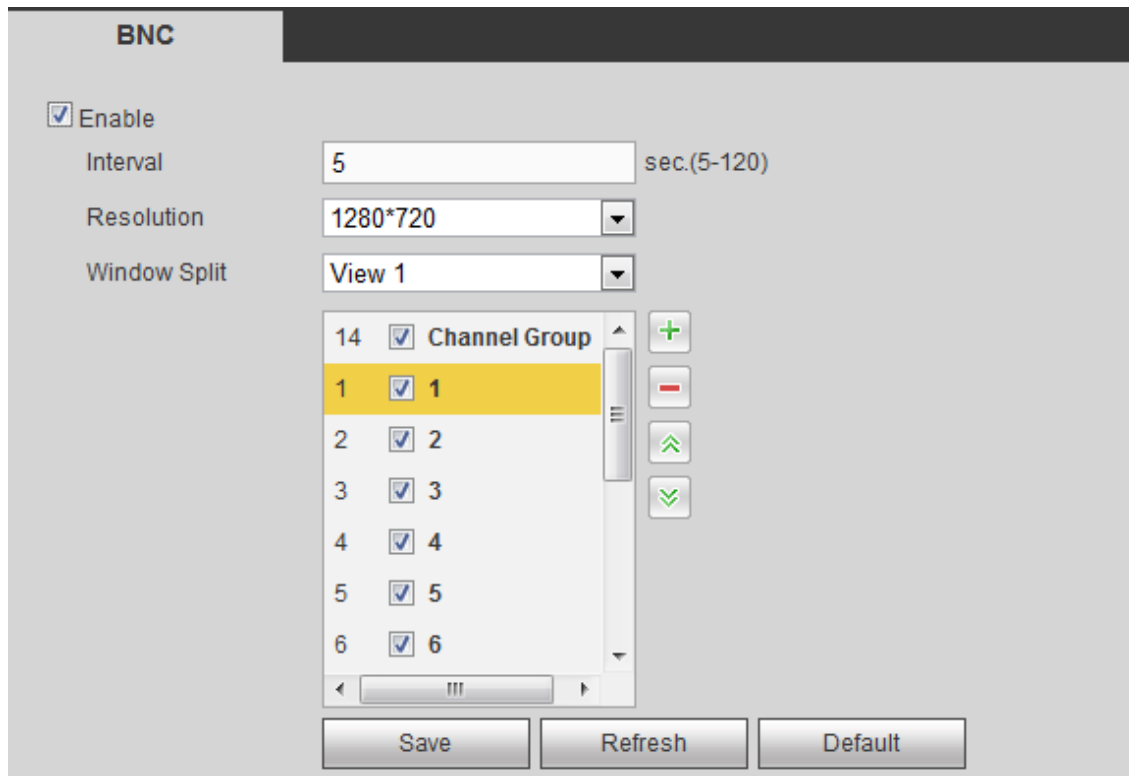 BNC
Enable
Interval 5 sec.(5-120)
Resolution 1280*720
Window Split View 1
14 Channel Group
1 1
2 2
3 3
4 4
5 5
6 6
Save Refresh Default